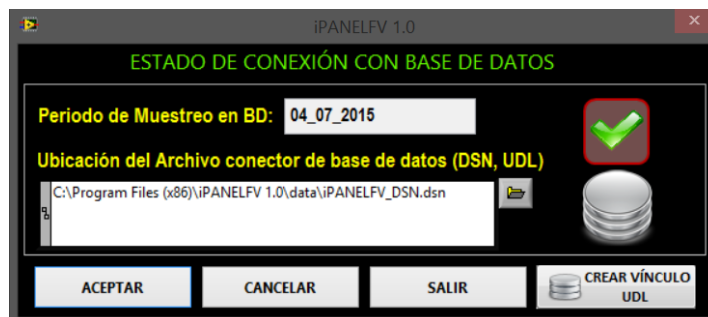 iPANELFV 1.0
ESTADO DE CONEXIÓN CON BASE DE DATOS
Periodo de Muestreo en BD: 04_07_2015
Ubicación del Archivo conector de base de datos (DSN, UDL)
C:\Program Files (x86)\iPANELFV 1.0\data\iPANELFV_DSN.dsn
ACEPTAR CANCELAR SALIR CREAR VÍNCULO
UDL